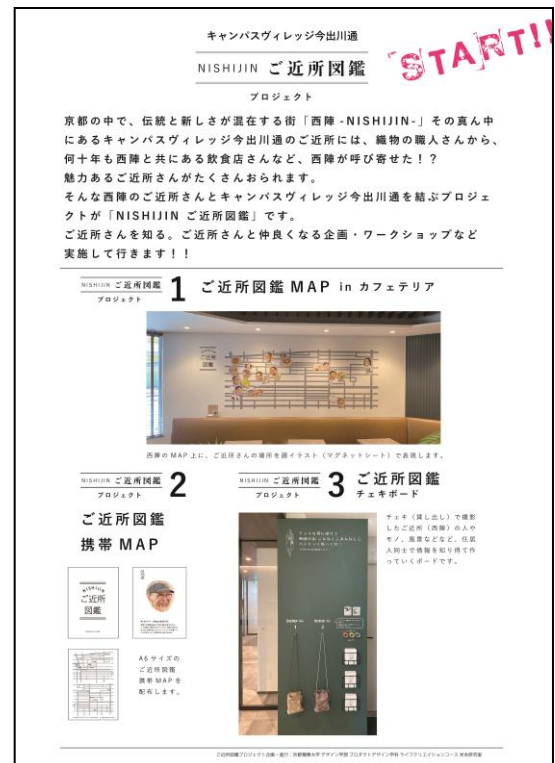 キャンパスヴィレッジ今出川通
START!!
NISHIJIN ご近所図鑑
プロジェクト
京都の中で、伝統と新しさが混在する街「西陣 -NISHIJIN-」その真ん中
にあるキャンパスヴィレッジ今出川通のご近所には、織物の職人さんから、
何十年も西陣と共にある飲食店さんなど、西陣が呼び寄せた！？
魅力あるご近所さんがたくさんおられます。
そんな西陣のご近所さんとキャンパスヴィレッジ今出川通を結ぶプロジェ
クトが「NISHIJIN ご近所図鑑」です。
ご近所さんを知る。ご近所さんと仲良くなる企画・ワークショップなど
実施して行きます！！
NISHIJIN ご近所図鑑
プロジェクト
1 ご近所図鑑 MAP in カフェテリア
西陣のMAP上に、ご近所さんの場所を顔イラスト（マグネットシート）で表現します。
NISHIJIN ご近所図鑑
プロジェクト
2
ご近所図鑑
携帯 MAP
NISHIJIN
ご近所
図鑑
A6サイズの
ご近所図鑑
携帯MAPを
配布します。
NISHIJIN ご近所図鑑
プロジェクト
3 ご近所図鑑
チェキボード
チェキ（貸し出し）で撮影
したご近所（西陣）の人や
モノ、風景などなど、住居
人同士で情報を知り得て作
っていくボードです。